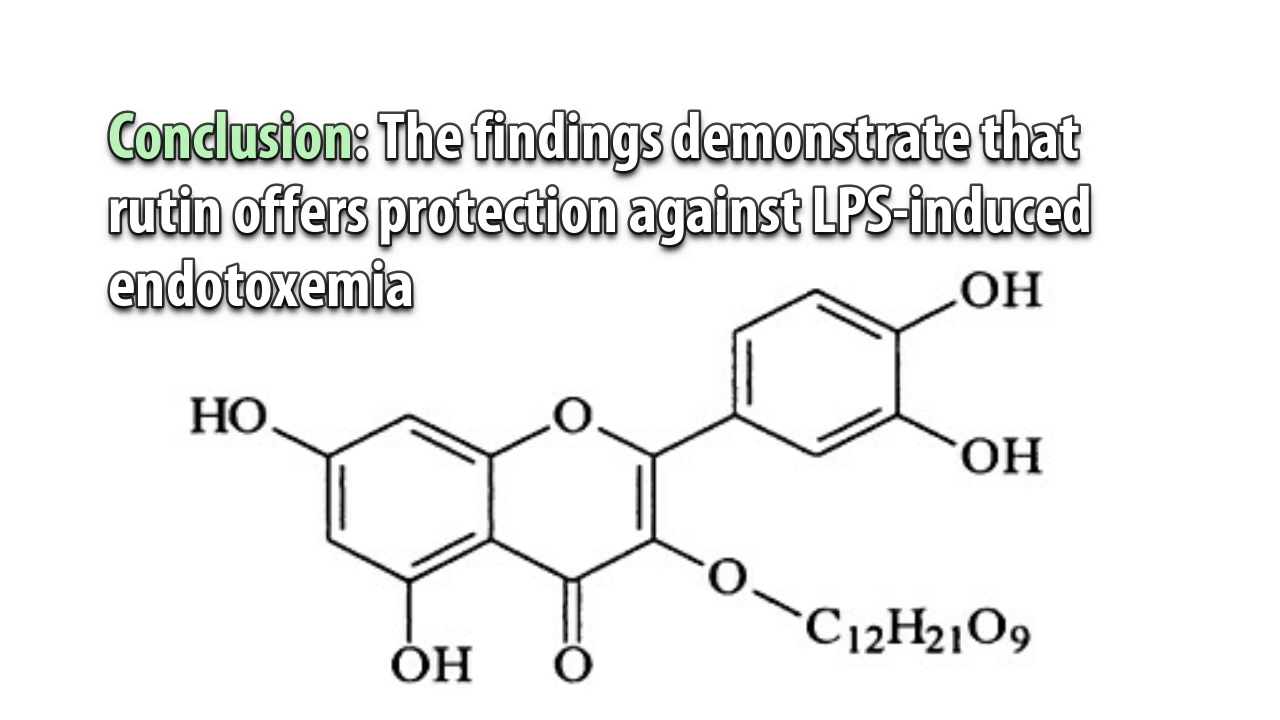 Conclusion: The findings demonstrate that
rutin offers protection against LPS-induced
endotoxemia
OH
HO
O
OH
O
C₁₂H₂₁O₉
OH
O